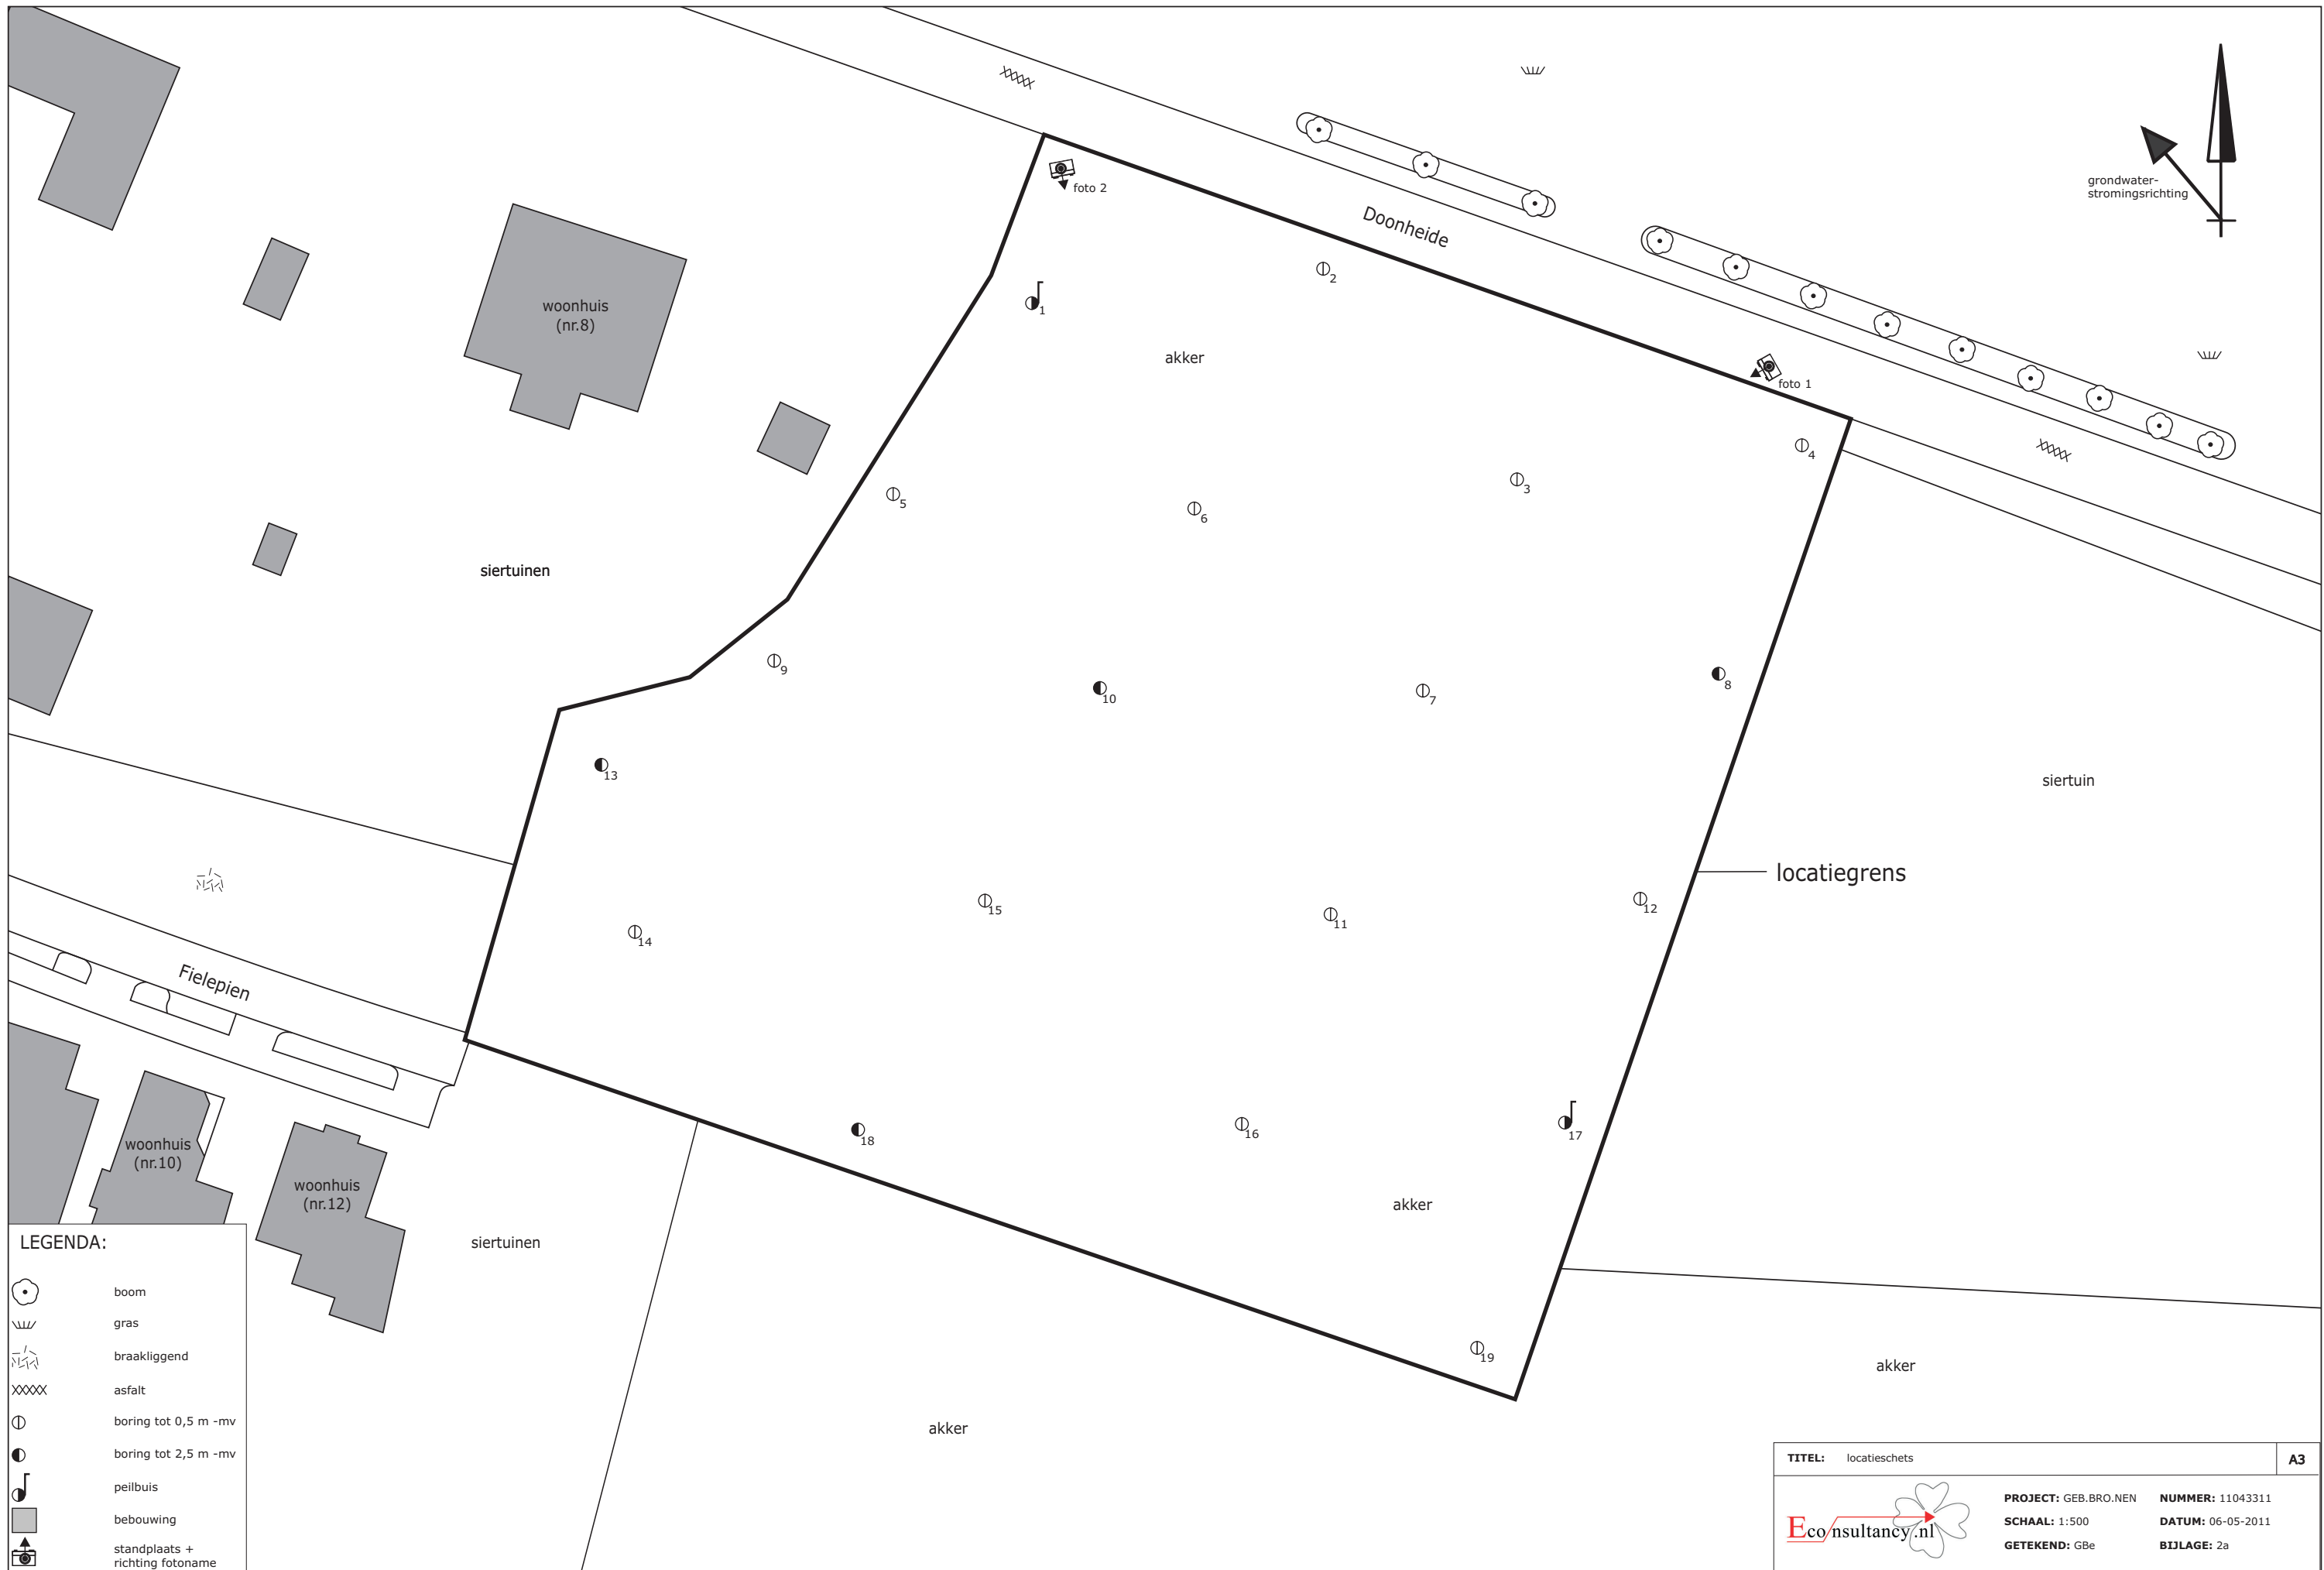 foto 2
Doonheide
grondwater-
stromingsrichting
2
woonhuis
(nr.8)
1
akker
foto 1
4
3
5
6
siertuinen
9
10
7
8
13
siertuin
locatiegrens
15
12
11
14
Fielepien
18
16
17
woonhuis
(nr.10)
woonhuis
(nr.12)
akker
siertuinen
19
akker
akker
LEGENDA:
boom
gras
braakliggend
asfalt
boring tot 0,5 m -mv
boring tot 2,5 m -mv
peilbuis
bebouwing
standplaats +
richting fotoname
TITEL: locatieschets A3
Econsultancy.nl
PROJECT: GEB.BRO.NEN NUMMER: 11043311
SCHAAL: 1:500 DATUM: 06-05-2011
GETEKEND: GBe BIJLAGE: 2a